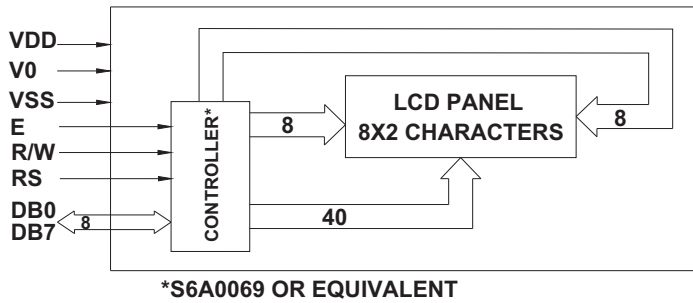 VDD
V0
VSS
E
R/W
RS
DB0
DB7
8
CONTROLLER*
8
LCD PANEL
8X2 CHARACTERS
8
40
*S6A0069 OR EQUIVALENT